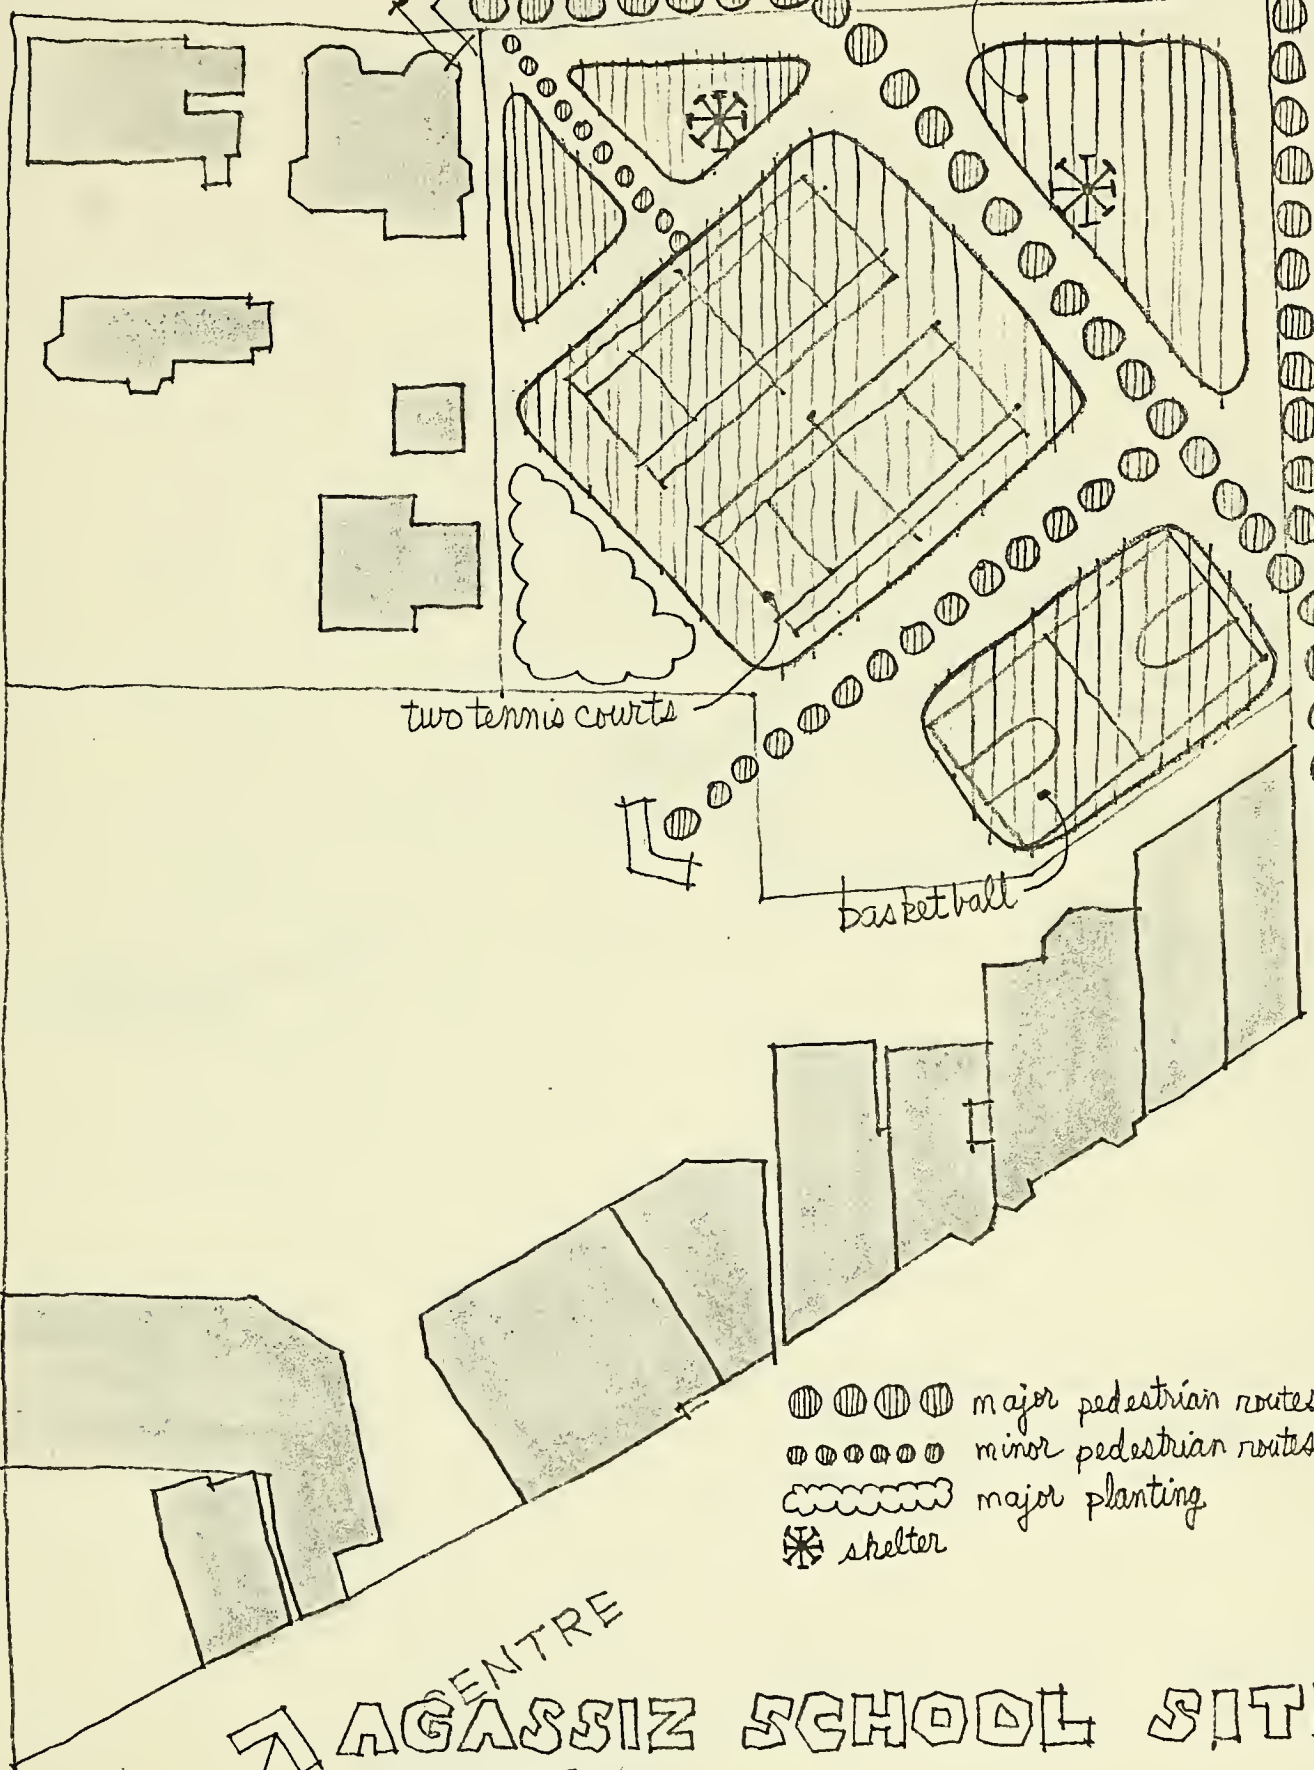 two tennis courts
basketball
major pedestrian routes
minor pedestrian routes
major planting
shelter
CENTRE
AGASSIZ SCHOOL SIT